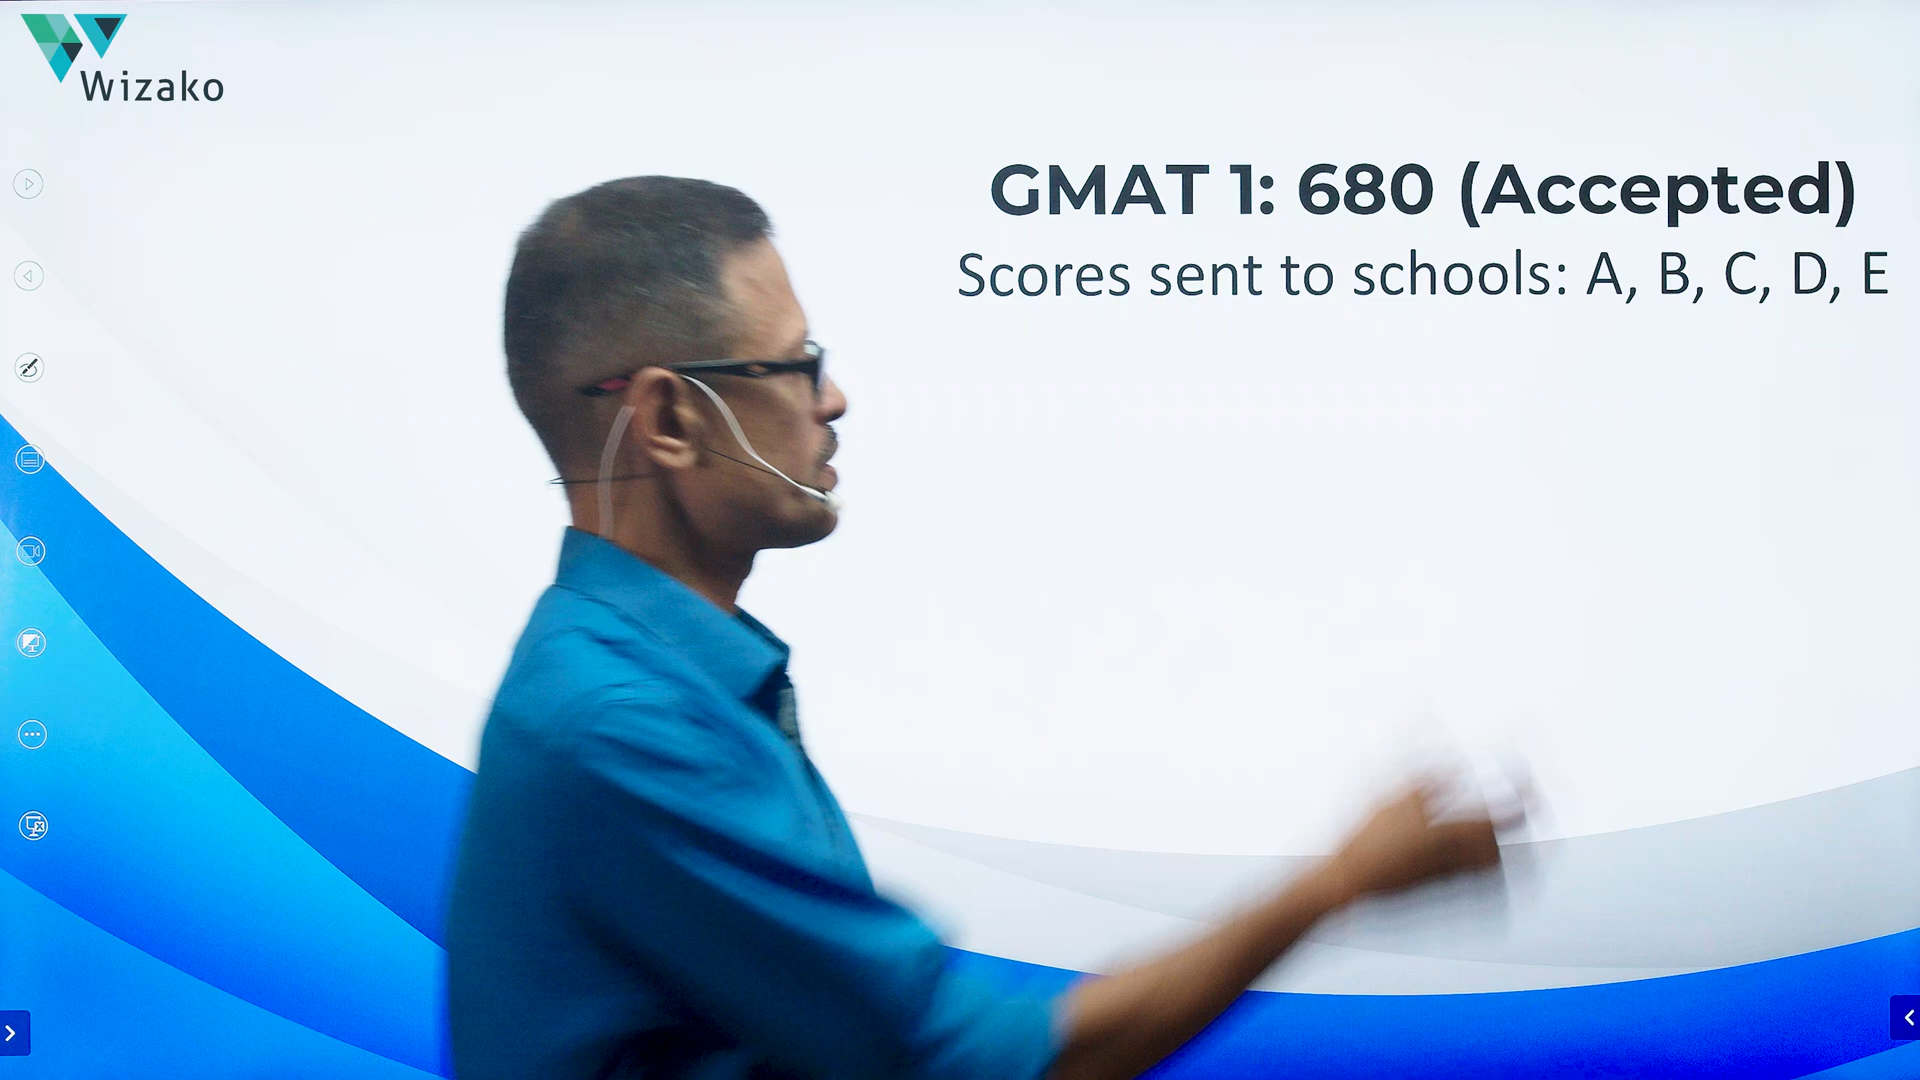 Wizako
GMAT 1: 680 (Accepted)
Scores sent to schools: A, B, C, D, E